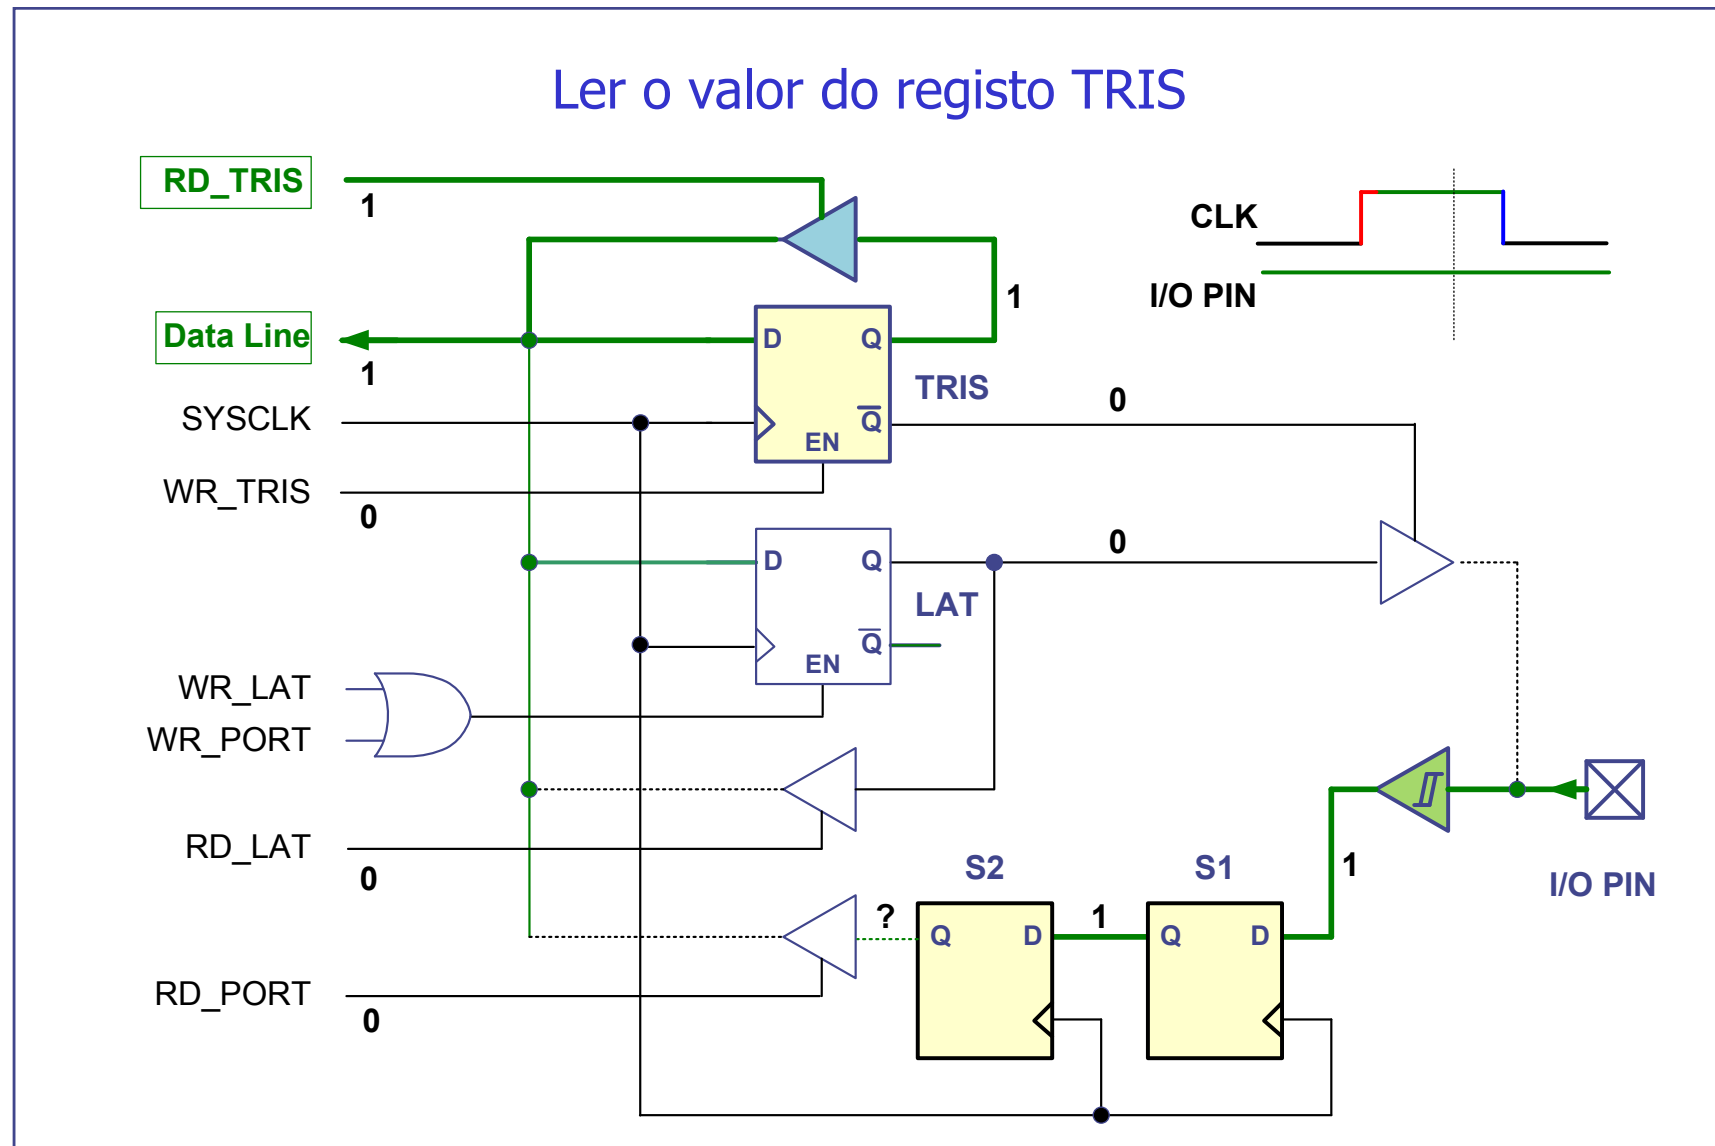 Ler o valor do registo TRIS
RD_TRIS
1
CLK
I/O PIN
1
Data Line
1
D
Q
TRIS
Q
EN
0
SYSCLK
WR_TRIS
0
D
Q
LAT
Q
EN
0
WR_LAT
WR_PORT
RD_LAT
0
S2
S1
1
I/O PIN
?
Q
D
1
Q
D
RD_PORT
0